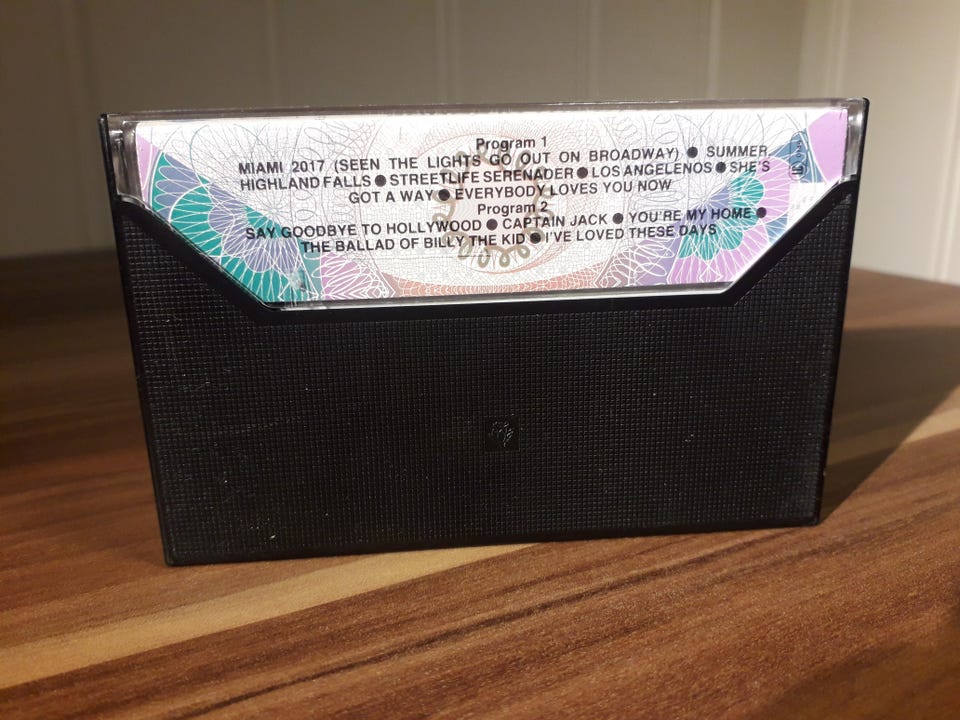 Program 1
MIAMI 2017 (SEEN THE LIGHTS GO OUT ON BROADWAY) ● SUMMER,
HIGHLAND FALLS ● STREETLIFE SERENADER ● LOS ANGELENOS ● SHE'S
GOT A WAY ● EVERYBODY LOVES YOU NOW
Program 2
SAY GOODBYE TO HOLLYWOOD ● CAPTAIN JACK ● YOU'RE MY HOME ●
THE BALLAD OF BILLY THE KID ● I'VE LOVED THESE DAYS